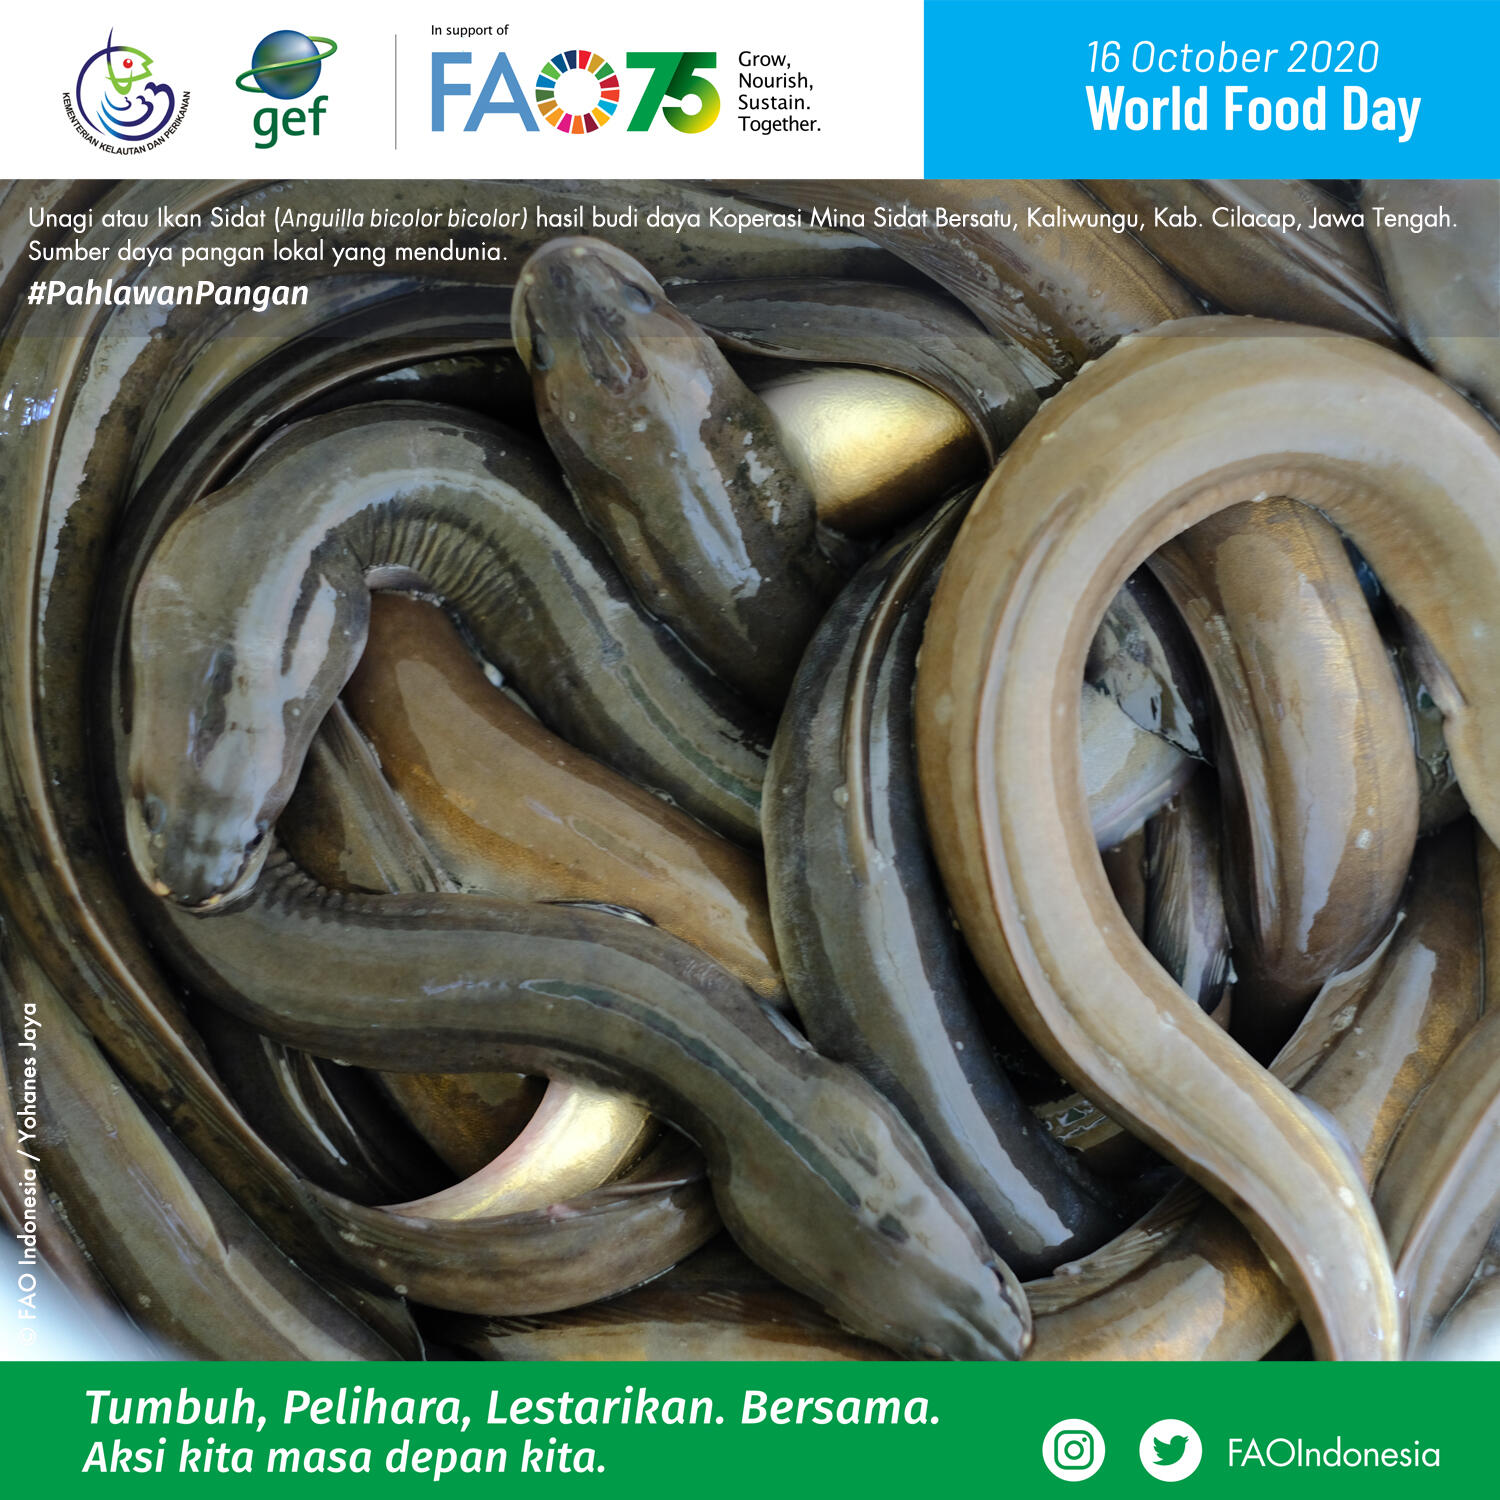 KEMENTERIAN KELAUTAN DAN PERIKANAN
gef
In support of
FAO75
Grow,
Nourish,
Sustain.
Together.
16 October 2020
World Food Day
Unagi atau Ikan Sidat (Anguilla bicolor bicolor) hasil budi daya Koperasi Mina Sidat Bersatu, Kaliwungu, Kab. Cilacap, Jawa Tengah.
Sumber daya pangan lokal yang mendunia.
#PahlawanPangan
© FAO Indonesia / Yohanes Jaya
Tumbuh, Pelihara, Lestarikan. Bersama.
Aksi kita masa depan kita.
FAOIndonesia